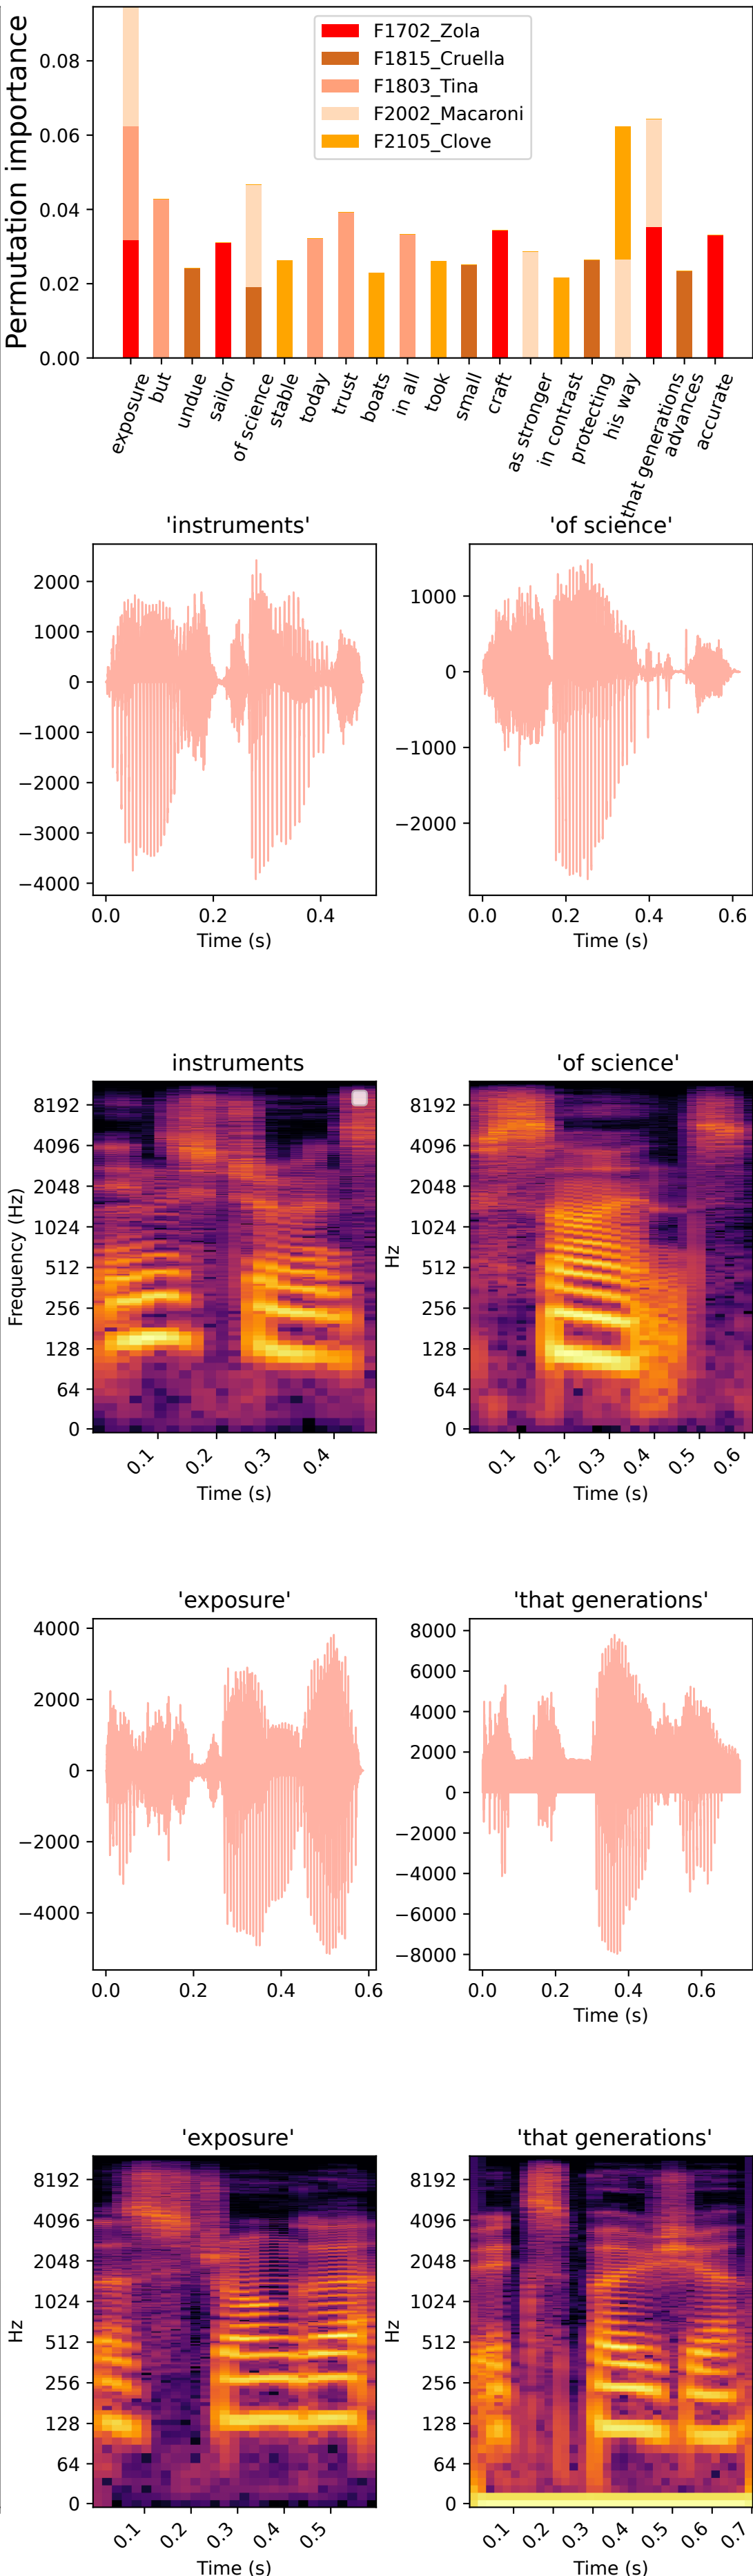 Permutation importance
0.08
0.06
0.04
0.02
0.00
F1702_Zola
F1815_Cruella
F1803_Tina
F2002_Macaroni
F2105_Clove
exposure
but
undue
sailor
of science
stable
today
trust
boats
in all
took
small
craft
as stronger
in contrast
protecting
his way
that generations
advances
accurate
'instruments'
2000
1000
0
−1000
−2000
−3000
−4000
0.0 0.2 0.4
Time (s)
'of science'
1000
0
−1000
−2000
0.0 0.2 0.4 0.6
Time (s)
instruments
Frequency (Hz)
8192
4096
2048
1024
512
256
128
64
0
0.1 0.2 0.3 0.4
Time (s)
'of science'
Hz
8192
4096
2048
1024
512
256
128
64
0
0.1 0.2 0.3 0.4 0.5 0.6
Time (s)
'exposure'
4000
2000
0
−2000
−4000
0.0 0.2 0.4 0.6
'that generations'
8000
6000
4000
2000
0
−2000
−4000
−6000
−8000
0.0 0.2 0.4 0.6
Time (s)
'exposure'
Hz
8192
4096
2048
1024
512
256
128
64
0
0.1 0.2 0.3 0.4 0.5
Time (s)
'that generations'
Hz
8192
4096
2048
1024
512
256
128
64
0
0.1 0.2 0.3 0.4 0.5 0.6 0.7
Time (s)